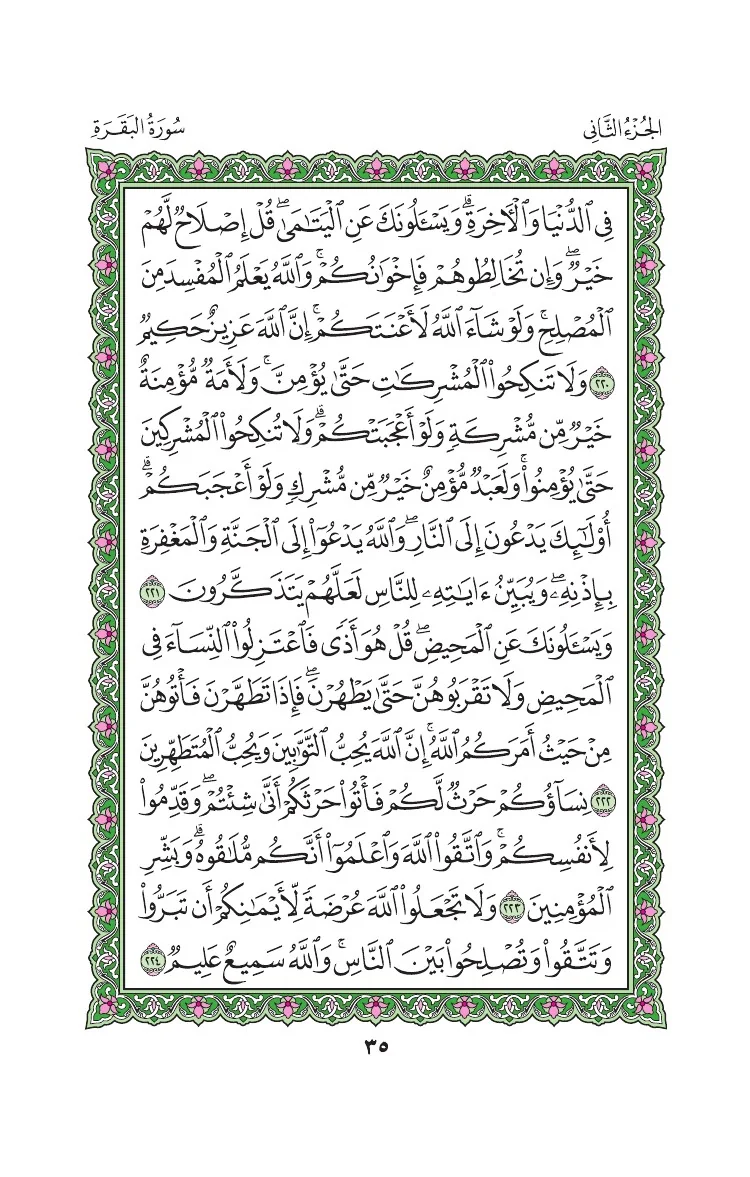 الجُزْءُ الثَّانِي
سُورَةُ البَقَرَةِ
فِي ٱلدُّنۡيَا وَٱلۡأٓخِرَةِۗ وَيَسۡـَٔلُونَكَ عَنِ ٱلۡيَتَٰمَىٰۖ قُلۡ إِصۡلَاحٞ لَّهُمۡ
خَيۡرٞۖ وَإِن تُخَالِطُوهُمۡ فَإِخۡوَٰنُكُمۡۚ وَٱللَّهُ يَعۡلَمُ ٱلۡمُفۡسِدَ مِنَ
ٱلۡمُصۡلِحِۚ وَلَوۡ شَآءَ ٱللَّهُ لَأَعۡنَتَكُمۡۚ إِنَّ ٱللَّهَ عَزِيزٌ حَكِيمٞ
٢٢٠ وَلَا تَنكِحُواْ ٱلۡمُشۡرِكَٰتِ حَتَّىٰ يُؤۡمِنَّۚ وَلَأَمَةٞ مُّؤۡمِنَةٌ
خَيۡرٞ مِّن مُّشۡرِكَةٖ وَلَوۡ أَعۡجَبَتۡكُمۡۗ وَلَا تُنكِحُواْ ٱلۡمُشۡرِكِينَ
حَتَّىٰ يُؤۡمِنُواْۚ وَلَعَبۡدٞ مُّؤۡمِنٌ خَيۡرٞ مِّن مُّشۡرِكٖ وَلَوۡ أَعۡجَبَكُمۡۗ
أُوْلَٰٓئِكَ يَدۡعُونَ إِلَى ٱلنَّارِۖ وَٱللَّهُ يَدۡعُوٓاْ إِلَى ٱلۡجَنَّةِ وَٱلۡمَغۡفِرَةِ
بِإِذۡنِهِۦۖ وَيُبَيِّنُ ءَايَٰتِهِۦ لِلنَّاسِ لَعَلَّهُمۡ يَتَذَكَّرُونَ ٢٢١
وَيَسۡـَٔلُونَكَ عَنِ ٱلۡمَحِيضِۖ قُلۡ هُوَ أَذٗى فَٱعۡتَزِلُواْ ٱلنِّسَآءَ فِي
ٱلۡمَحِيضِ وَلَا تَقۡرَبُوهُنَّ حَتَّىٰ يَطۡهُرۡنَۖ فَإِذَا تَطَهَّرۡنَ فَأۡتُوهُنَّ
مِنۡ حَيۡثُ أَمَرَكُمُ ٱللَّهُۚ إِنَّ ٱللَّهَ يُحِبُّ ٱلتَّوَّٰبِينَ وَيُحِبُّ ٱلۡمُتَطَهِّرِينَ
٢٢٢ نِسَآؤُكُمۡ حَرۡثٞ لَّكُمۡ فَأۡتُواْ حَرۡثَكُمۡ أَنَّىٰ شِئۡتُمۡۖ وَقَدِّمُواْ
لِأَنفُسِكُمۡۚ وَٱتَّقُواْ ٱللَّهَ وَٱعۡلَمُوٓاْ أَنَّكُم مُّلَٰقُوهُۗ وَبَشِّرِ
ٱلۡمُؤۡمِنِينَ ٢٢٣ وَلَا تَجۡعَلُواْ ٱللَّهَ عُرۡضَةٗ لِّأَيۡمَٰنِكُمۡ أَن تَبَرُّواْ
وَتَتَّقُواْ وَتُصۡلِحُواْ بَيۡنَ ٱلنَّاسِۚ وَٱللَّهُ سَمِيعٌ عَلِيمٞ ٢٢٤
٣٥